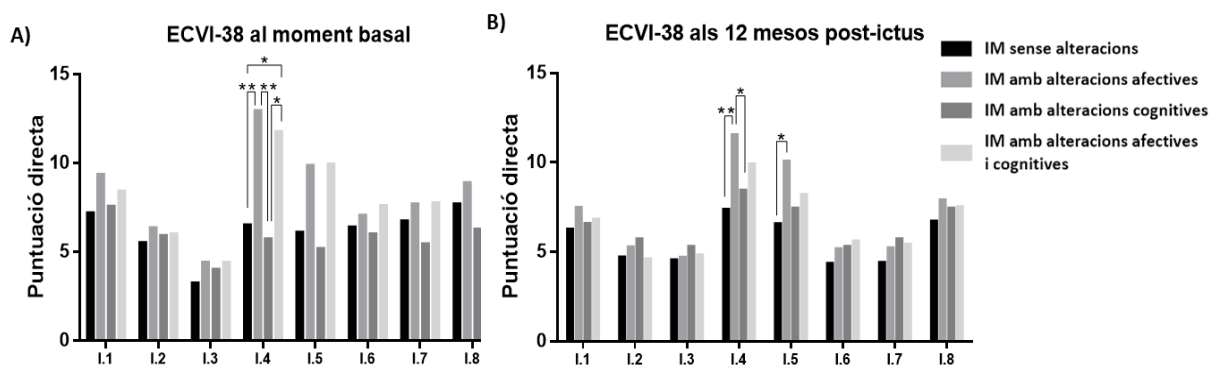 A)
ECVI-38 al moment basal
Puntuació directa
15
10
5
0
*
** **
*
I.1 I.2 I.3 I.4 I.5 I.6 I.7 I.8
B)
ECVI-38 als 12 mesos post-ictus
Puntuació directa
15
10
5
0
*
**
*
I.1 I.2 I.3 I.4 I.5 I.6 I.7 I.8
IM sense alteracions
IM amb alteracions afectives
IM amb alteracions cognitives
IM amb alteracions afectives
i cognitives